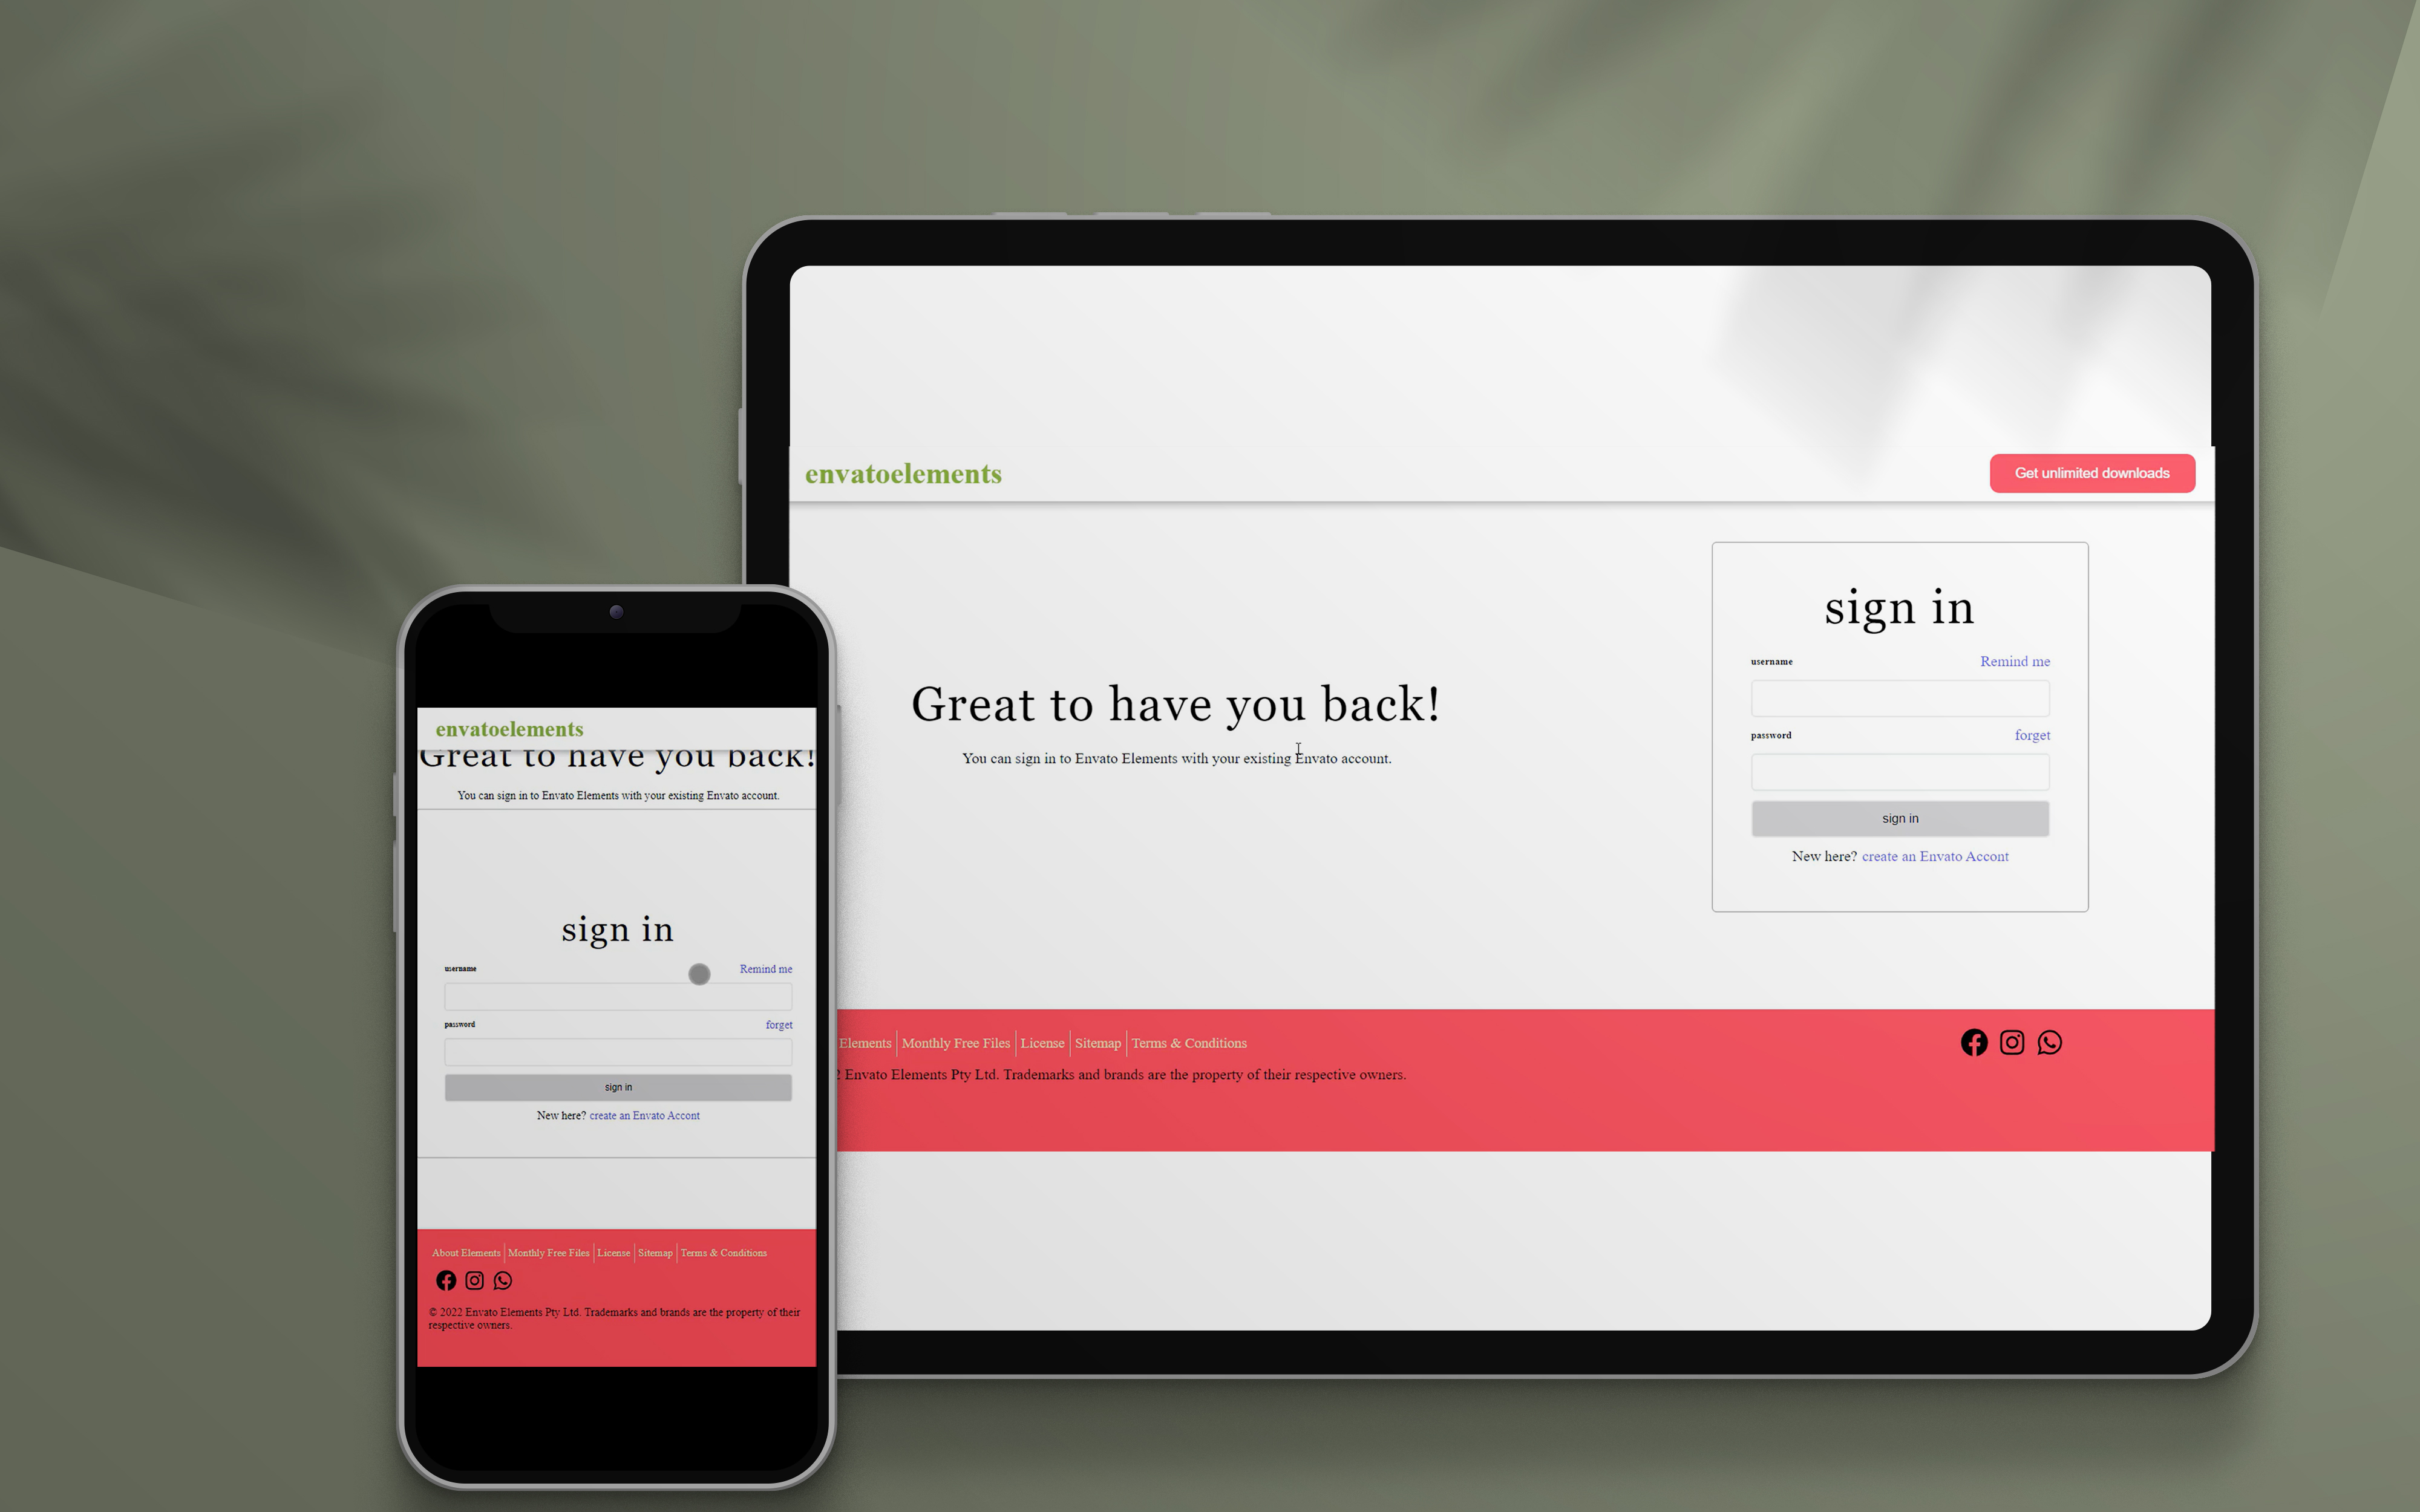 envatoelements
Get unlimited downloads
Great to have you back!
You can sign in to Envato Elements with your existing Envato account.
sign in
username Remind me
password forget
sign in
New here? create an Envato Accont
Elements Monthly Free Files License Sitemap Terms & Conditions
Envato Elements Pty Ltd. Trademarks and brands are the property of their respective owners.
envatoelements
Great to have you back!
You can sign in to Envato Elements with your existing Envato account.
sign in
username Remind me
password forget
sign in
New here? create an Envato Accont
About Elements Monthly Free Files License Sitemap Terms & Conditions
© 2022 Envato Elements Pty Ltd. Trademarks and brands are the property of their
respective owners.